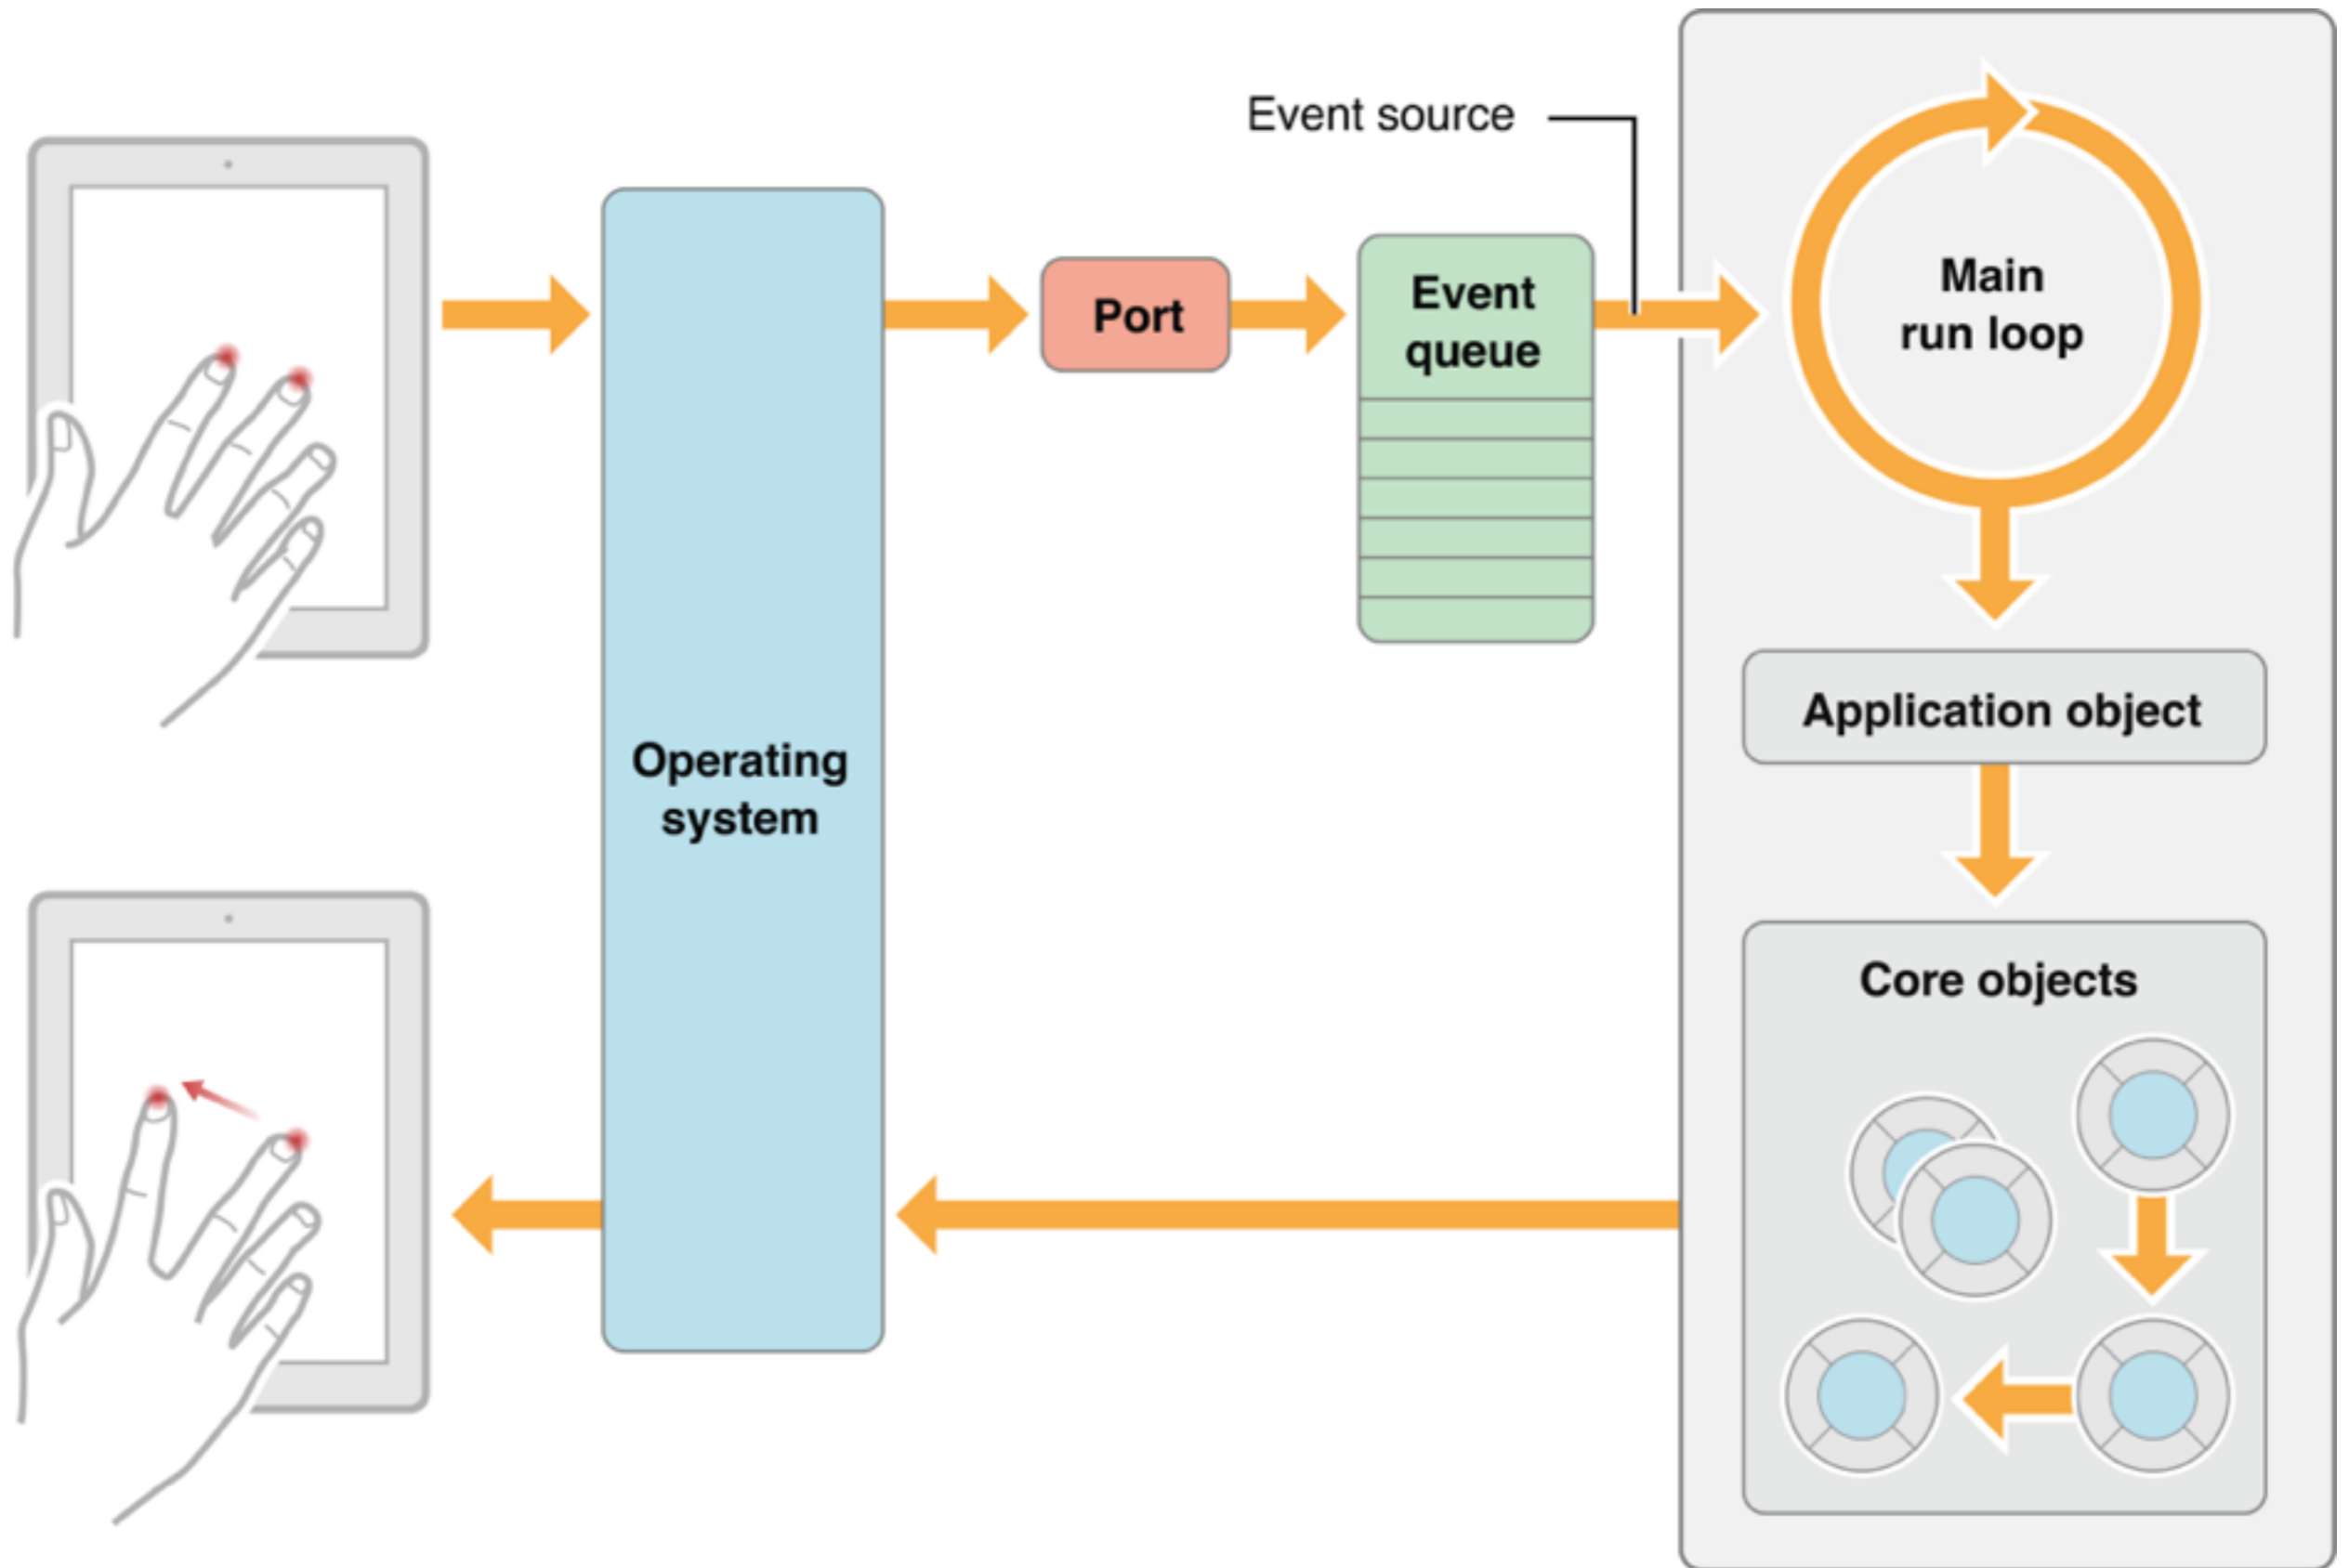 Event source
Main
run loop
Port
Event
queue
Application object
Operating
system
Core objects